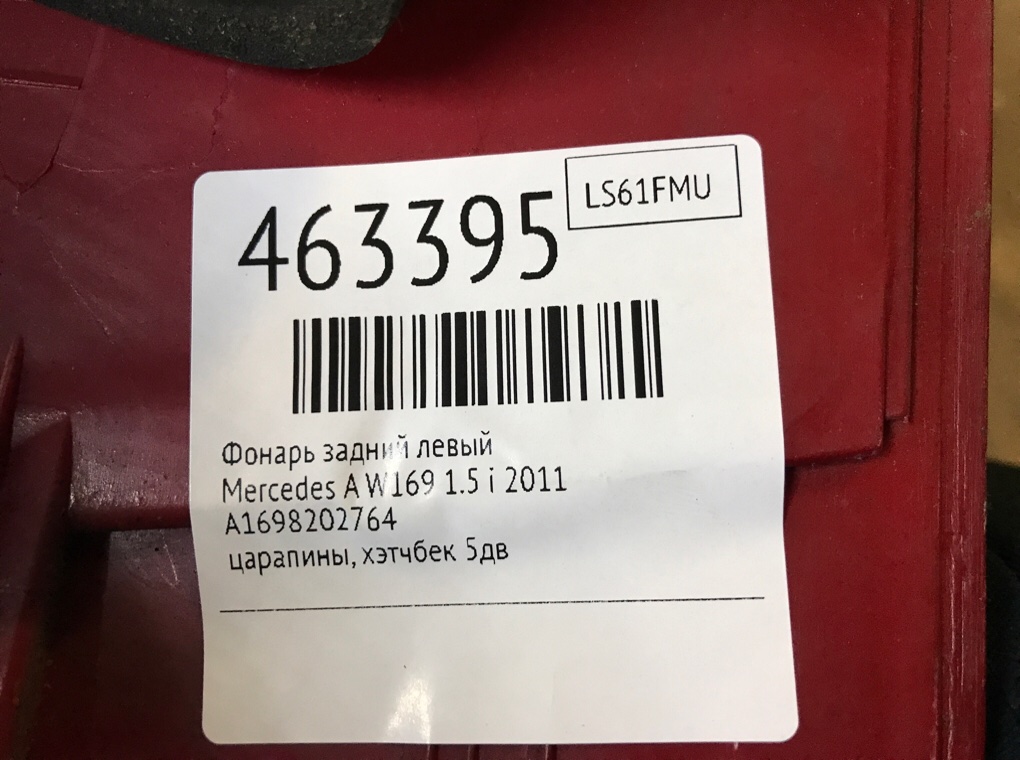 463395
LS61FMU
Фонарь задний левый
Mercedes A W169 1.5 i 2011
A1698202764
царапины, хэтчбек 5дв